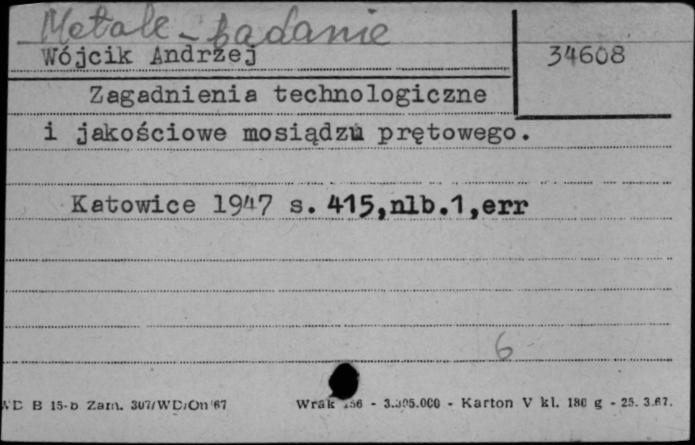 Metale - badanie
Wójcik Andrzej
34608
Zagadnienia technologiczne
i jakościowe mosiądzu prętowego.
Katowice 1947 s. 415,nlb.1,err
6
B 15-b Zam. 307/WD/On/67 Wrak - 3.305.000 - Karton V kl. 180 g - 25. 3.67.